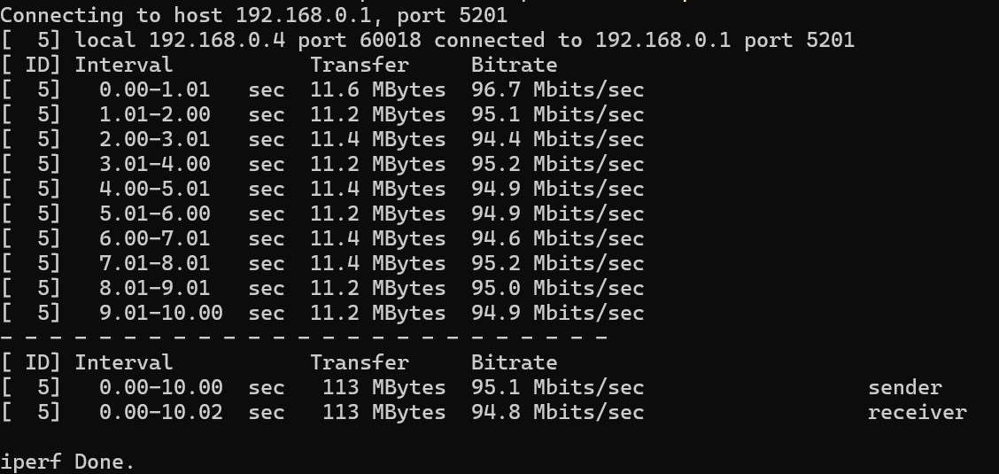 Connecting to host 192.168.0.1, port 5201
[  5] local 192.168.0.4 port 60018 connected to 192.168.0.1 port 5201
[ ID] Interval           Transfer     Bitrate
[  5]   0.00-1.01   sec  11.6 MBytes  96.7 Mbits/sec
[  5]   1.01-2.00   sec  11.2 MBytes  95.1 Mbits/sec
[  5]   2.00-3.01   sec  11.4 MBytes  94.4 Mbits/sec
[  5]   3.01-4.00   sec  11.2 MBytes  95.2 Mbits/sec
[  5]   4.00-5.01   sec  11.4 MBytes  94.9 Mbits/sec
[  5]   5.01-6.00   sec  11.2 MBytes  94.9 Mbits/sec
[  5]   6.00-7.01   sec  11.4 MBytes  94.6 Mbits/sec
[  5]   7.01-8.01   sec  11.4 MBytes  95.2 Mbits/sec
[  5]   8.01-9.01   sec  11.2 MBytes  95.0 Mbits/sec
[  5]   9.01-10.00  sec  11.2 MBytes  94.9 Mbits/sec
- - - - - - - - - - - - - - - - - - - - - - - - -
[ ID] Interval           Transfer     Bitrate
[  5]   0.00-10.00  sec   113 MBytes  95.1 Mbits/sec                  sender
[  5]   0.00-10.02  sec   113 MBytes  94.8 Mbits/sec                  receiver

iperf Done.